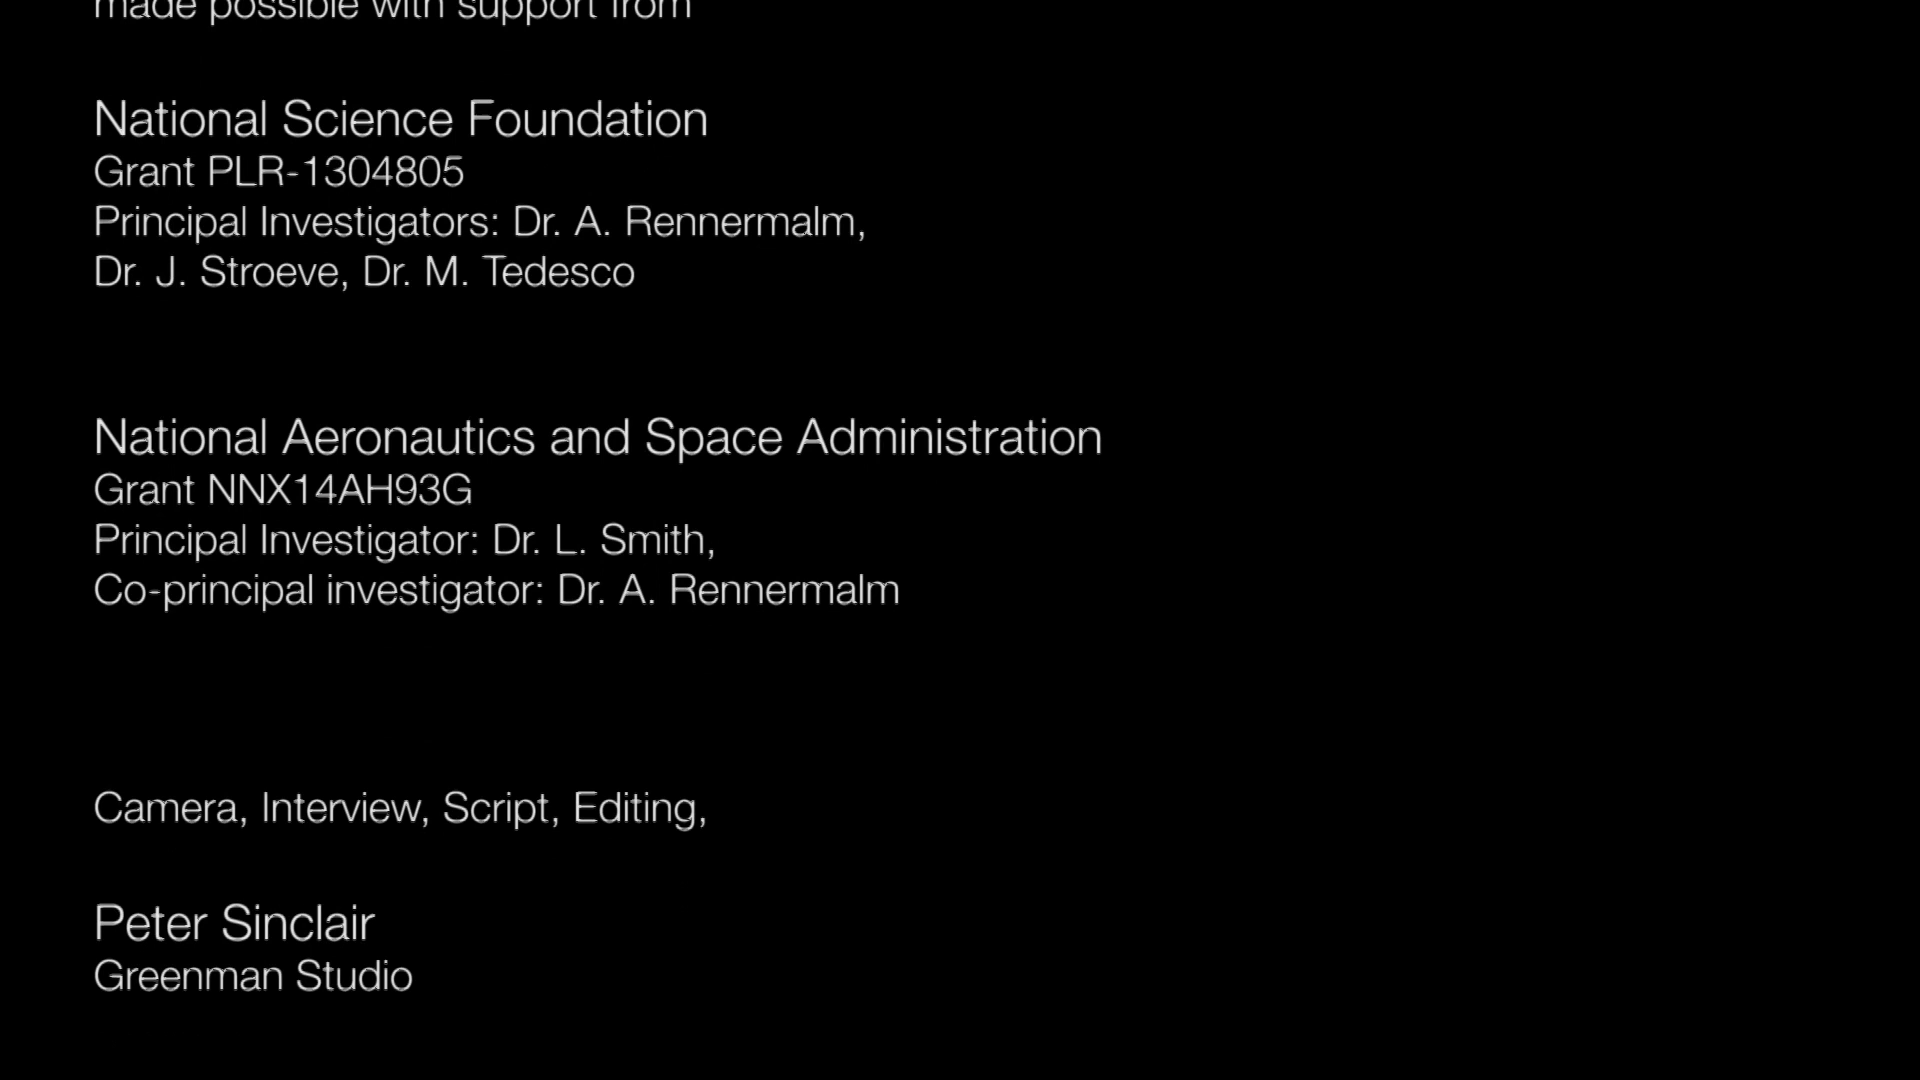 made possible with support from
National Science Foundation
Grant PLR-1304805
Principal Investigators: Dr. A. Rennermalm,
Dr. J. Stroeve, Dr. M. Tedesco
National Aeronautics and Space Administration
Grant NNX14AH93G
Principal Investigator: Dr. L. Smith,
Co-principal investigator: Dr. A. Rennermalm
Camera, Interview, Script, Editing,
Peter Sinclair
Greenman Studio